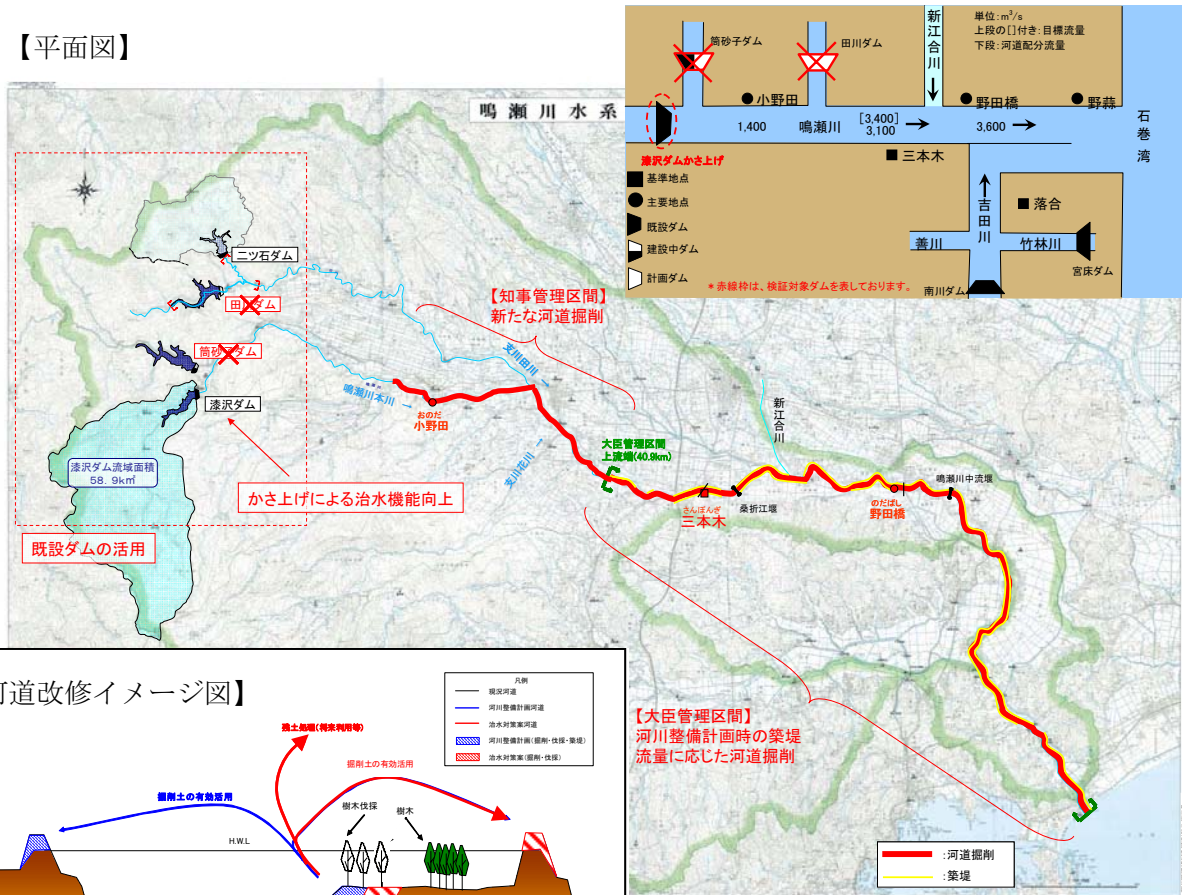 【平面図】
鳴瀬川水系
二ツ石ダム
田川ダム
筒砂子ダム
漆沢ダム
漆沢ダム流域面積
58.9k㎡
かさ上げによる治水機能向上
既設ダムの活用
【知事管理区間】
新たな河道掘削
支川田川
鳴瀬川本川
支川花川
おのだ
小野田
大臣管理区間
上流端(40.9km)
さんぼんぎ
三本木
桑折江堰
新江合川
のだばし
野田橋
鳴瀬川中流堰
【大臣管理区間】
河川整備計画時の築堤
流量に応じた河道掘削
:河道掘削
:築堤
筒砂子ダム
田川ダム
新江合川
単位:m³/s
上段の[]付き:目標流量
下段:河道配分流量
小野田
野田橋
野蒜
1,400
鳴瀬川
[3,400]
3,100
3,600
石巻湾
漆沢ダムかさ上げ
三本木
基準地点
主要地点
既設ダム
建設中ダム
計画ダム
吉田川
落合
善川
竹林川
宮床ダム
南川ダム
*赤線枠は、検証対象ダムを表しております。
河道改修イメージ図】
凡例
現況河道
河川整備計画河道
治水対策案河道
河川整備計画(掘削・伐採・築堤)
治水対策案(掘削・伐採)
残土処理(将来利用等)
掘削土の有効活用
掘削土の有効活用
樹木伐採
樹木
H.W.L